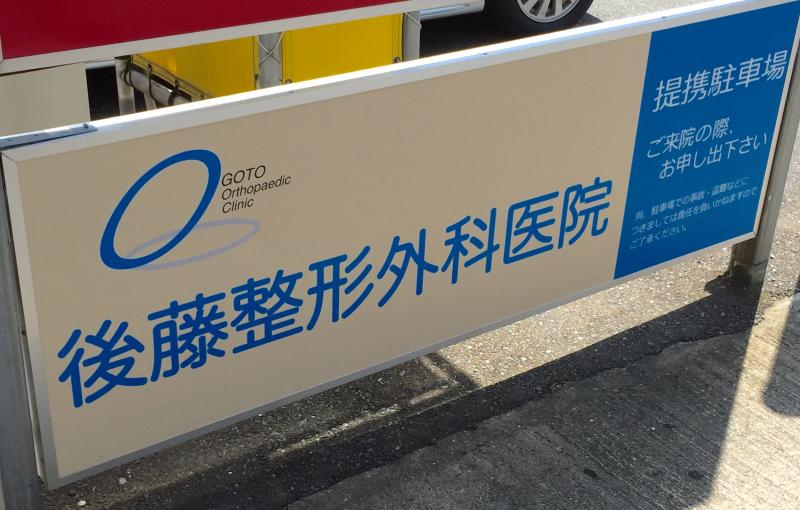 GOTO
Orthopaedic
Clinic
後藤整形外科医院
提携駐車場
ご来院の際、
お申し出下さい
尚、駐車場での事故・盗難などに
つきましては責任を負いかねますので
ご了承ください。